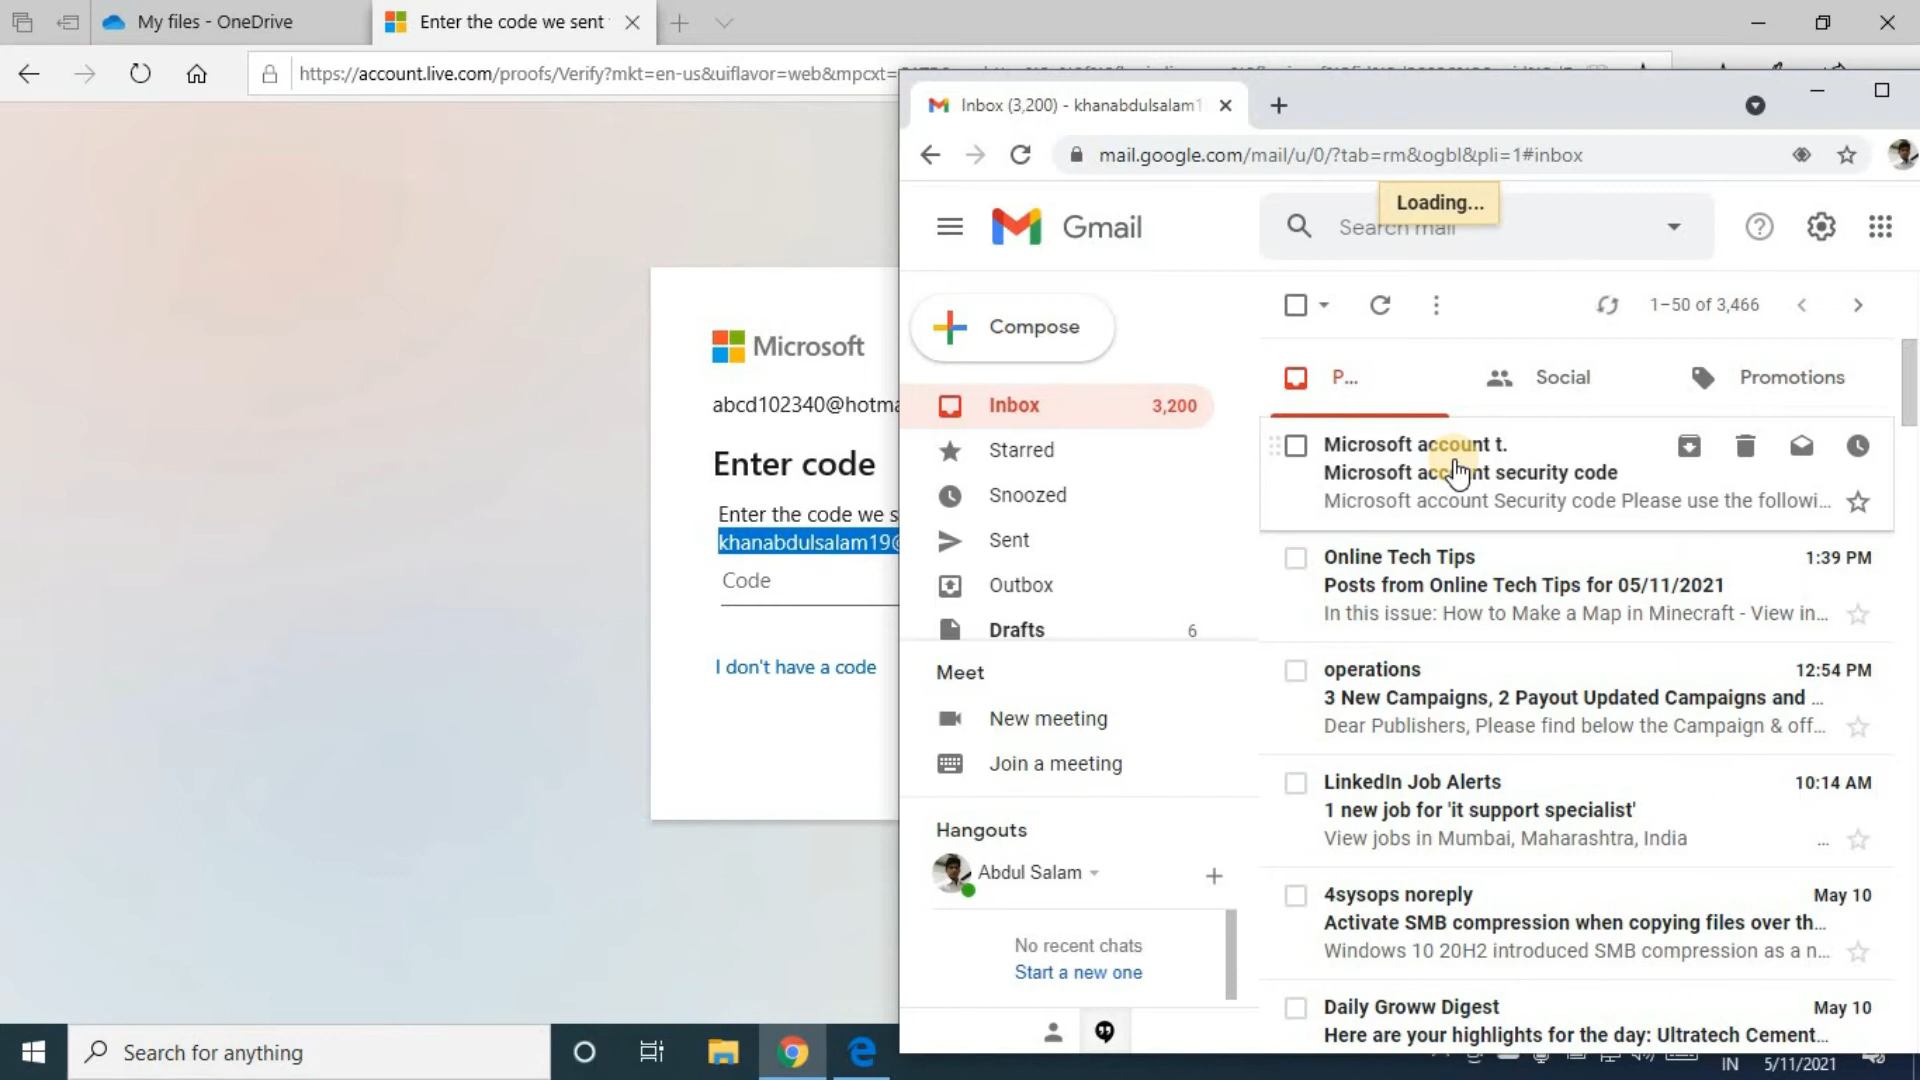 My files - OneDrive
Enter the code we sent
https://account.live.com/proofs/Verify?mkt=en-us&uiflavor=web&mpcxt=
Inbox (3,200) - khanabdulsalam1
mail.google.com/mail/u/0/?tab=rm&ogbl&pli=1#inbox
Loading...
Gmail
Search mail
Compose
1–50 of 3,466
P...
Social
Promotions
Inbox 3,200
Starred
Snoozed
Sent
Outbox
Drafts 6
Meet
New meeting
Join a meeting
Hangouts
Abdul Salam
No recent chats
Start a new one
Microsoft account t.
Microsoft account security code
Microsoft account Security code Please use the followi...
Online Tech Tips 1:39 PM
Posts from Online Tech Tips for 05/11/2021
In this issue: How to Make a Map in Minecraft - View in...
operations 12:54 PM
3 New Campaigns, 2 Payout Updated Campaigns and ...
Dear Publishers, Please find below the Campaign & off...
LinkedIn Job Alerts 10:14 AM
1 new job for 'it support specialist'
View jobs in Mumbai, Maharashtra, India ...
4sysops noreply May 10
Activate SMB compression when copying files over th...
Windows 10 20H2 introduced SMB compression as a n...
Daily Groww Digest May 10
Here are your highlights for the day: Ultratech Cement...
Microsoft
abcd102340@hotma
Enter code
Enter the code we s
khanabdulsalam19@
Code
I don't have a code
Search for anything
IN
5/11/2021